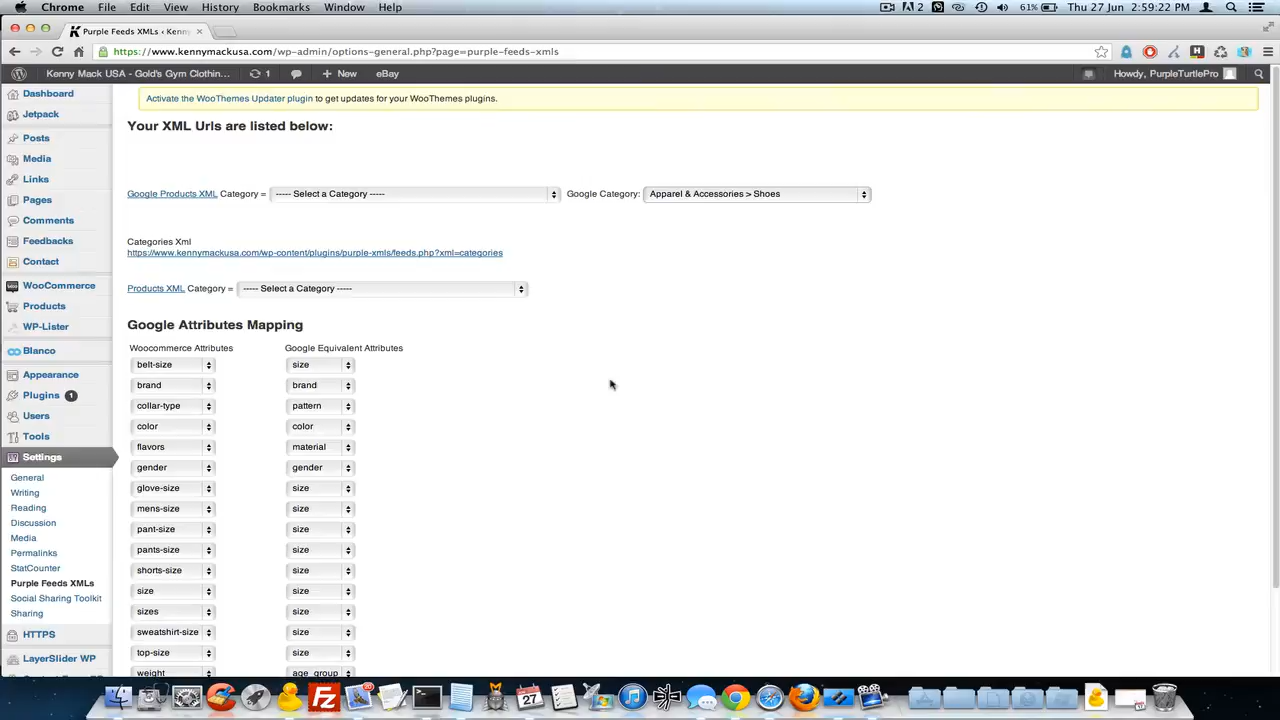 Chrome File Edit View History Bookmarks Window Help 2 61% Thu 27 Jun 2:59:22 PM
Purple Feeds XMLs ‹ Kenny
https://www.kennymackusa.com/wp-admin/options-general.php?page=purple-feeds-xmls
Kenny Mack USA - Gold's Gym Clothin... 1 + New eBay Howdy, PurpleTurtlePro
Dashboard
Jetpack
Posts
Media
Links
Pages
Comments
Feedbacks
Contact
WooCommerce
Products
WP-Lister
Blanco
Appearance
Plugins 1
Users
Tools
Settings
General
Writing
Reading
Discussion
Media
Permalinks
StatCounter
Purple Feeds XMLs
Social Sharing Toolkit
Sharing
HTTPS
LayerSlider WP
Activate the WooThemes Updater plugin to get updates for your WooThemes plugins.
Your XML Urls are listed below:
Google Products XML Category = ----- Select a Category ----- Google Category: Apparel & Accessories > Shoes
Categories Xml
https://www.kennymackusa.com/wp-content/plugins/purple-xmls/feeds.php?xml=categories
Products XML Category = ----- Select a Category -----
Google Attributes Mapping
Woocommerce Attributes Google Equivalent Attributes
belt-size size
brand brand
collar-type pattern
color color
flavors material
gender gender
glove-size size
mens-size size
pant-size size
pants-size size
shorts-size size
size size
sizes size
sweatshirt-size size
top-size size
weight age_group